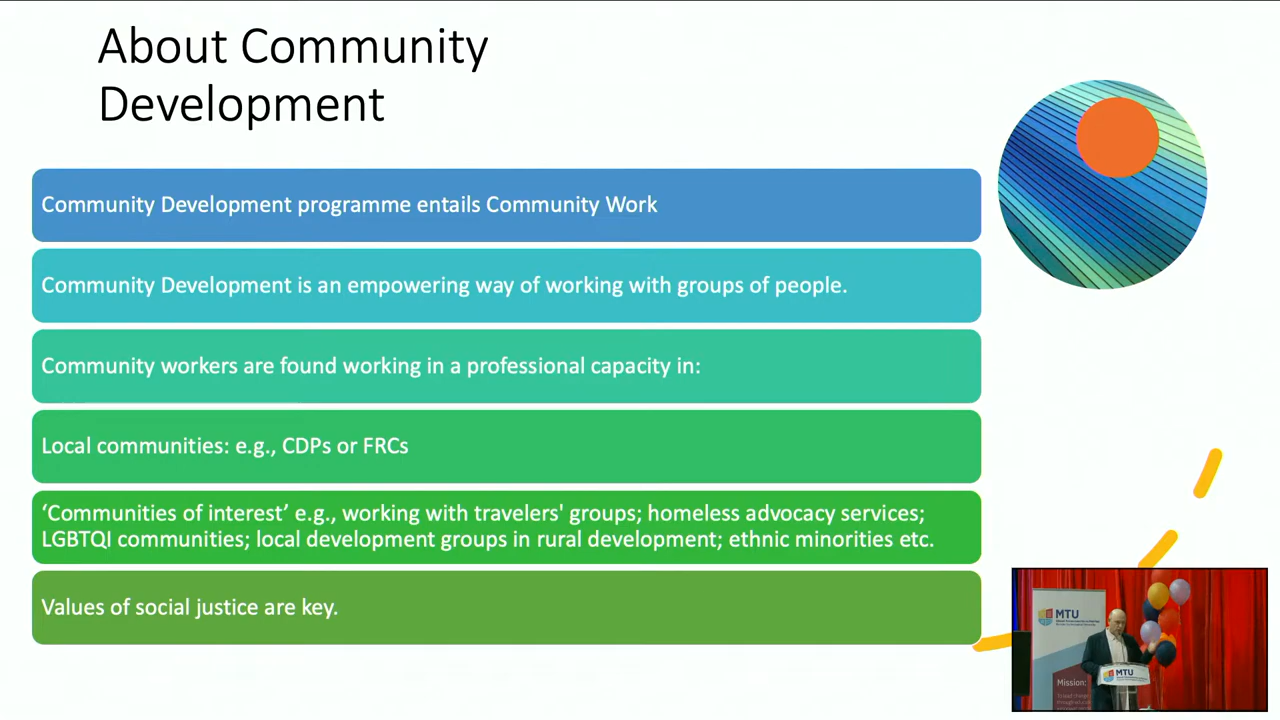 About Community
Development
Community Development programme entails Community Work
Community Development is an empowering way of working with groups of people.
Community workers are found working in a professional capacity in:
Local communities: e.g., CDPs or FRCs
‘Communities of interest’ e.g., working with travelers' groups; homeless advocacy services;
LGBTQI communities; local development groups in rural development; ethnic minorities etc.
Values of social justice are key.
MTU
MTU
Mission: